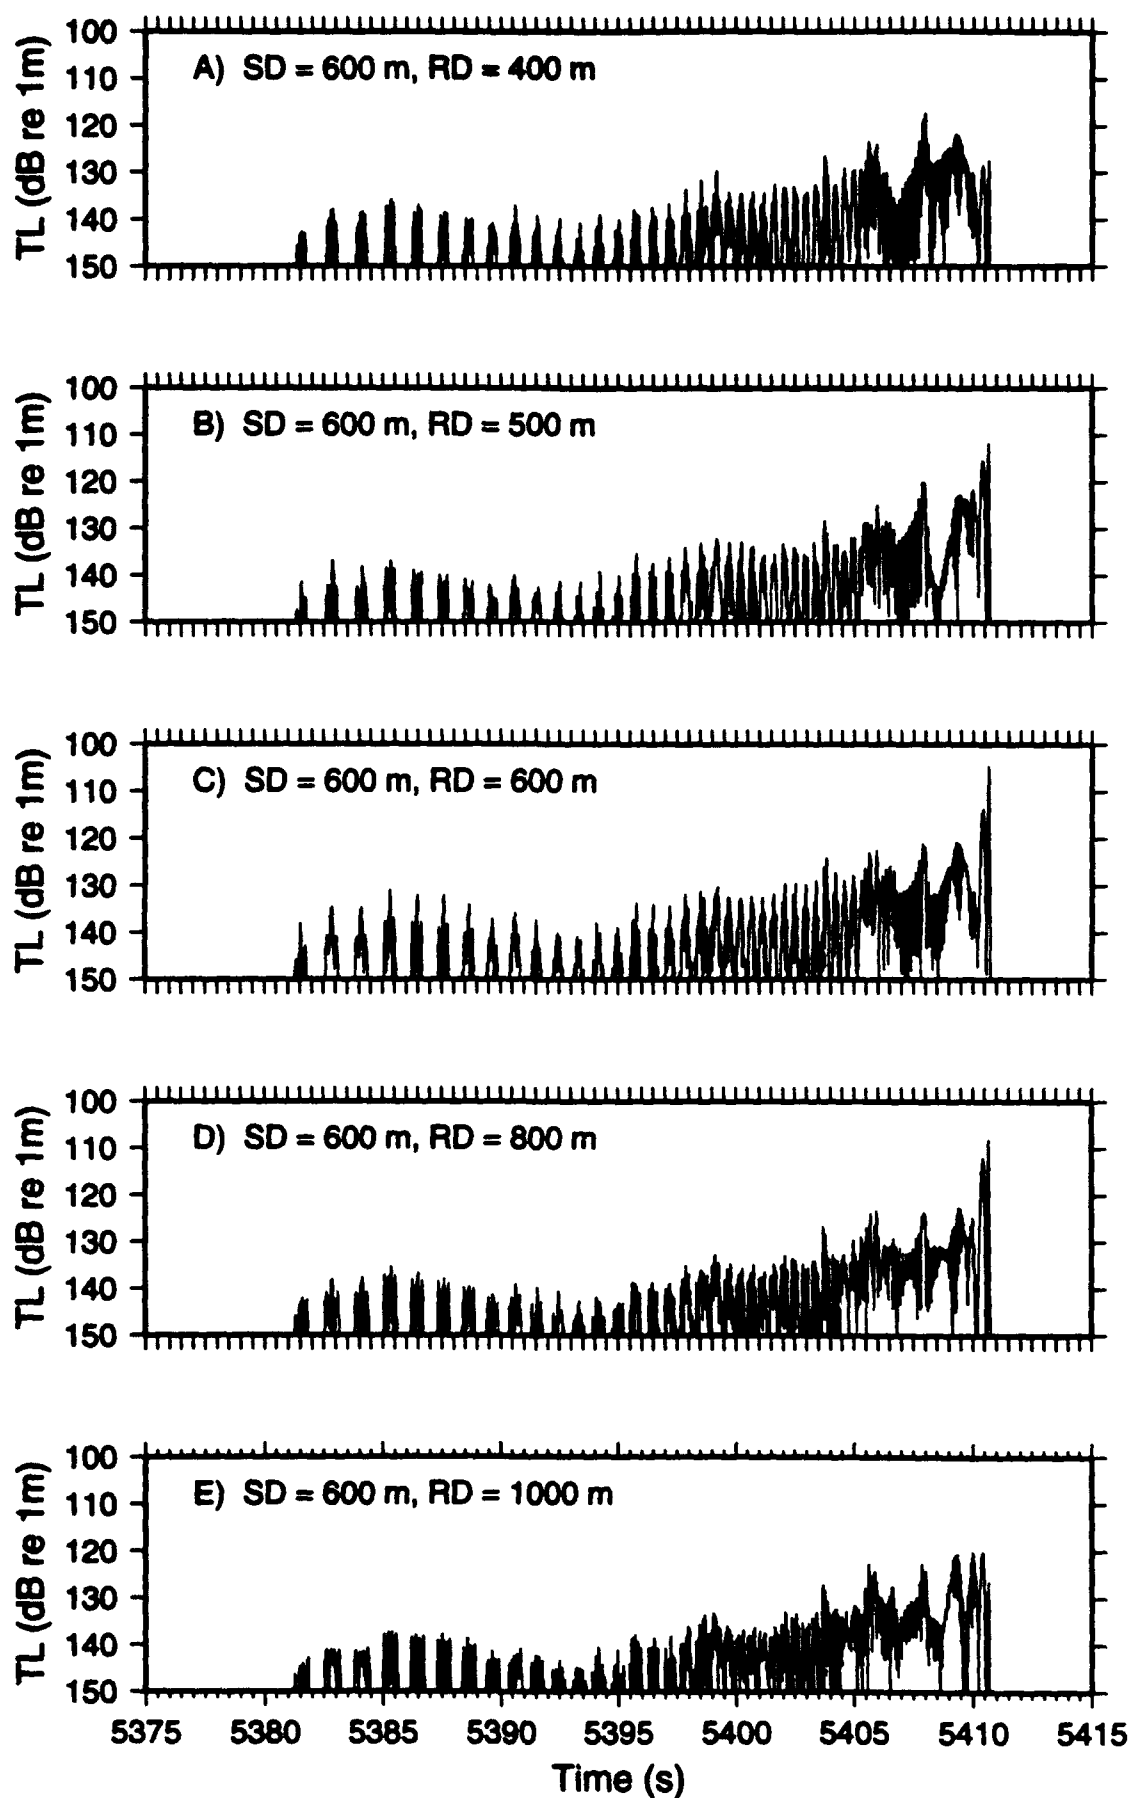 A) SD = 600 m, RD = 400 m
TL (dB re 1m)
100
110
120
130
140
150
B) SD = 600 m, RD = 500 m
TL (dB re 1m)
100
110
120
130
140
150
C) SD = 600 m, RD = 600 m
TL (dB re 1m)
100
110
120
130
140
150
D) SD = 600 m, RD = 800 m
TL (dB re 1m)
100
110
120
130
140
150
E) SD = 600 m, RD = 1000 m
TL (dB re 1m)
100
110
120
130
140
150
5375 5380 5385 5390 5395 5400 5405 5410 5415
Time (s)